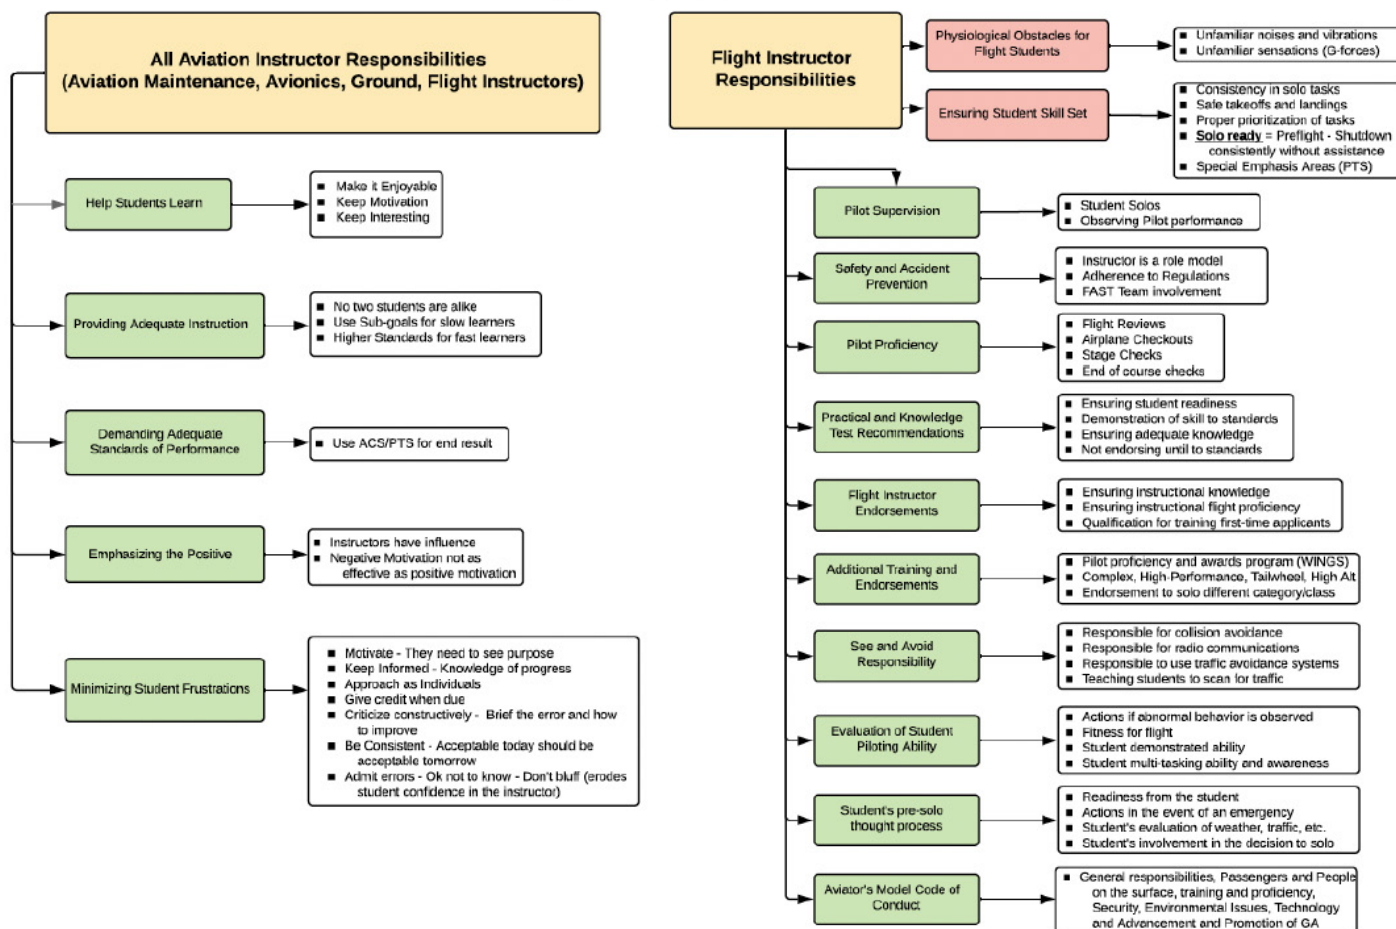 All Aviation Instructor Responsibilities
(Aviation Maintenance, Avionics, Ground, Flight Instructors)
Help Students Learn
■ Make it Enjoyable
■ Keep Motivation
■ Keep Interesting
Providing Adequate Instruction
■ No two students are alike
■ Use Sub-goals for slow learners
■ Higher Standards for fast learners
Demanding Adequate
Standards of Performance
■ Use ACS/PTS for end result
Emphasizing the Positive
■ Instructors have influence
■ Negative Motivation not as
effective as positive motivation
Minimizing Student Frustrations
■ Motivate - They need to see purpose
■ Keep Informed - Knowledge of progress
■ Approach as Individuals
■ Give credit when due
■ Criticize constructively - Brief the error and how
to improve
■ Be Consistent - Acceptable today should be
acceptable tomorrow
■ Admit errors - Ok not to know - Don't bluff (erodes
student confidence in the instructor)
Flight Instructor
Responsibilities
Physiological Obstacles for
Flight Students
■ Unfamiliar noises and vibrations
■ Unfamiliar sensations (G-forces)
Ensuring Student Skill Set
■ Consistency in solo tasks
■ Safe takeoffs and landings
■ Proper prioritization of tasks
■ Solo ready = Preflight - Shutdown
consistently without assistance
■ Special Emphasis Areas (PTS)
Pilot Supervision
■ Student Solos
■ Observing Pilot performance
Safety and Accident
Prevention
■ Instructor is a role model
■ Adherence to Regulations
■ FAST Team involvement
Pilot Proficiency
■ Flight Reviews
■ Airplane Checkouts
■ Stage Checks
■ End of course checks
Practical and Knowledge
Test Recommendations
■ Ensuring student readiness
■ Demonstration of skill to standards
■ Ensuring adequate knowledge
■ Not endorsing until to standards
Flight Instructor
Endorsements
■ Ensuring instructional knowledge
■ Ensuring instructional flight proficiency
■ Qualification for training first-time applicants
Additional Training and
Endorsements
■ Pilot proficiency and awards program (WINGS)
■ Complex, High-Performance, Tailwheel, High Alt
■ Endorsement to solo different category/class
See and Avoid
Responsibility
■ Responsible for collision avoidance
■ Responsible for radio communications
■ Responsible to use traffic avoidance systems
■ Teaching students to scan for traffic
Evaluation of Student
Piloting Ability
■ Actions if abnormal behavior is observed
■ Fitness for flight
■ Student demonstrated ability
■ Student multi-tasking ability and awareness
Student's pre-solo
thought process
■ Readiness from the student
■ Actions in the event of an emergency
■ Student's evaluation of weather, traffic, etc.
■ Student's involvement in the decision to solo
Aviator's Model Code of
Conduct
■ General responsibilities, Passengers and People
on the surface, training and proficiency,
Security, Environmental Issues, Technology
and Advancement and Promotion of GA